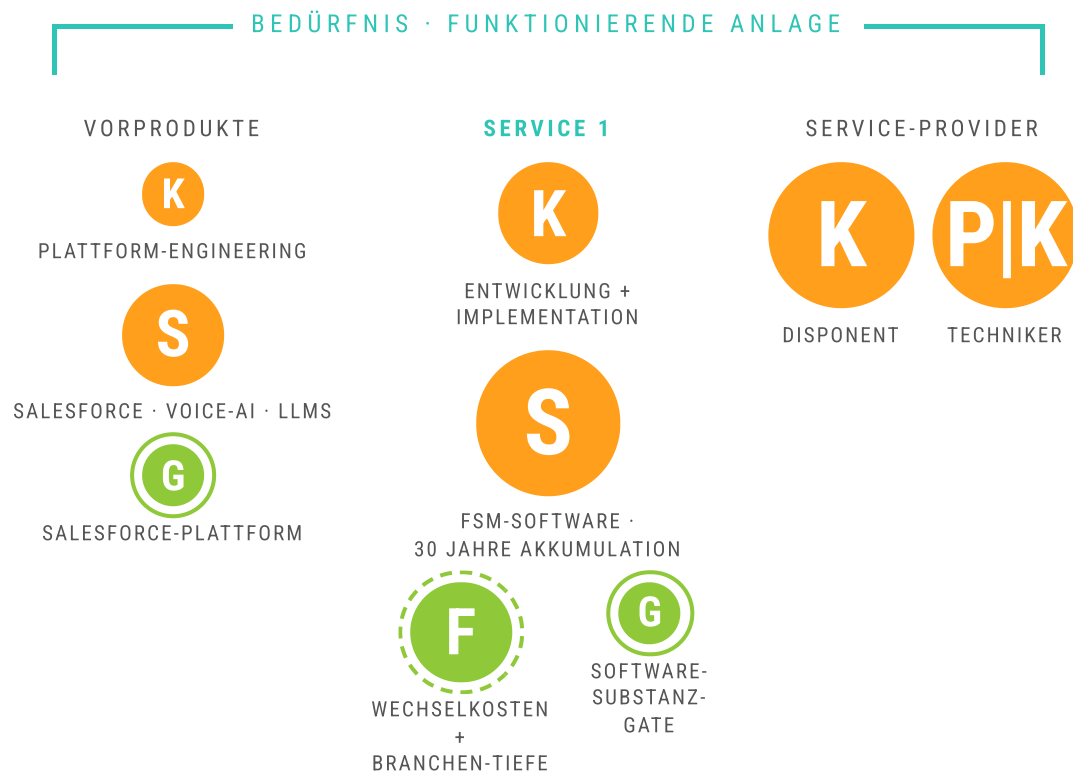 BEDÜRFNIS · FUNKTIONIERENDE ANLAGE
VORPRODUKTE
K
PLATTFORM-ENGINEERING
S
SALESFORCE · VOICE-AI · LLMS
G
SALESFORCE-PLATTFORM
SERVICE 1
K
ENTWICKLUNG +
IMPLEMENTATION
S
FSM-SOFTWARE ·
30 JAHRE AKKUMULATION
F
WECHSELKOSTEN
+
BRANCHEN-TIEFE
G
SOFTWARE-
SUBSTANZ-
GATE
SERVICE-PROVIDER
K
DISPONENT
P|K
TECHNIKER